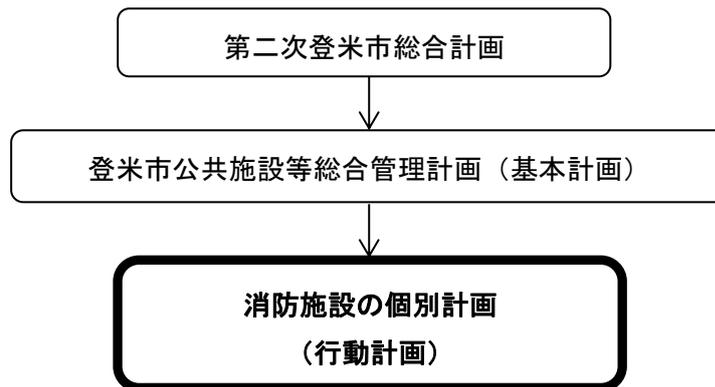 第二次登米市総合計画
登米市公共施設等総合管理計画（基本計画）
消防施設の個別計画
（行動計画）